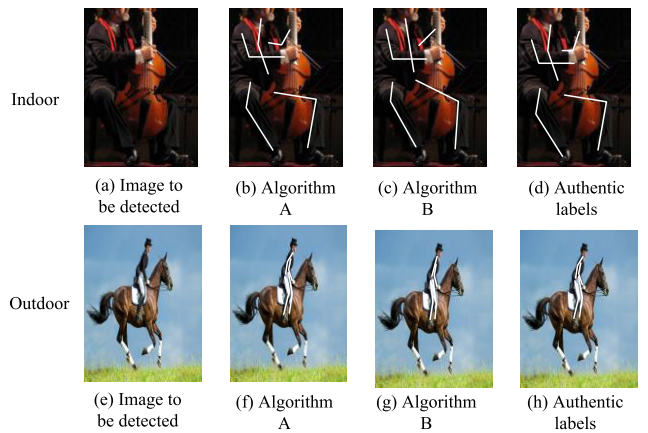 Indoor
(a) Image to
be detected
(b) Algorithm
A
(c) Algorithm
B
(d) Authentic
labels
Outdoor
(e) Image to
be detected
(f) Algorithm
A
(g) Algorithm
B
(h) Authentic
labels